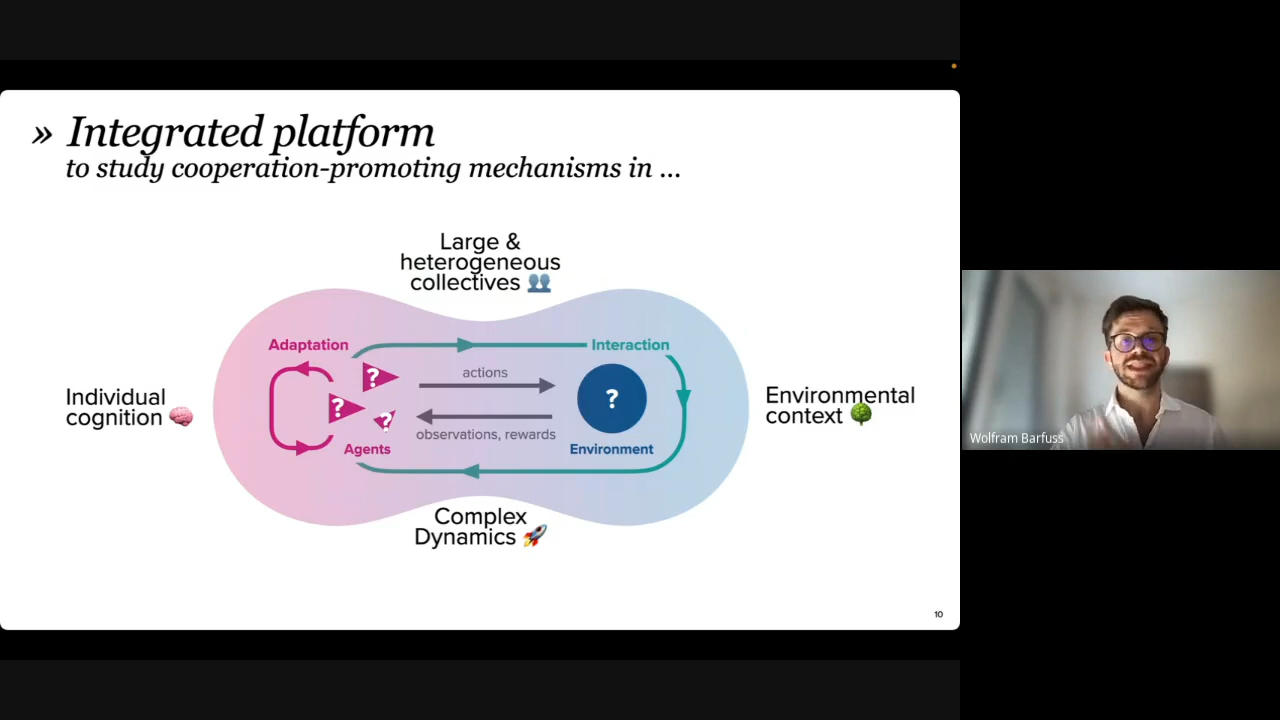 » Integrated platform
to study cooperation-promoting mechanisms in ...
Large &
heterogeneous
collectives
Adaptation
Interaction
actions
?
?
?
?
Individual
cognition
Environmental
context
observations, rewards
Agents
Environment
Complex
Dynamics
10
Wolfram Barfuss